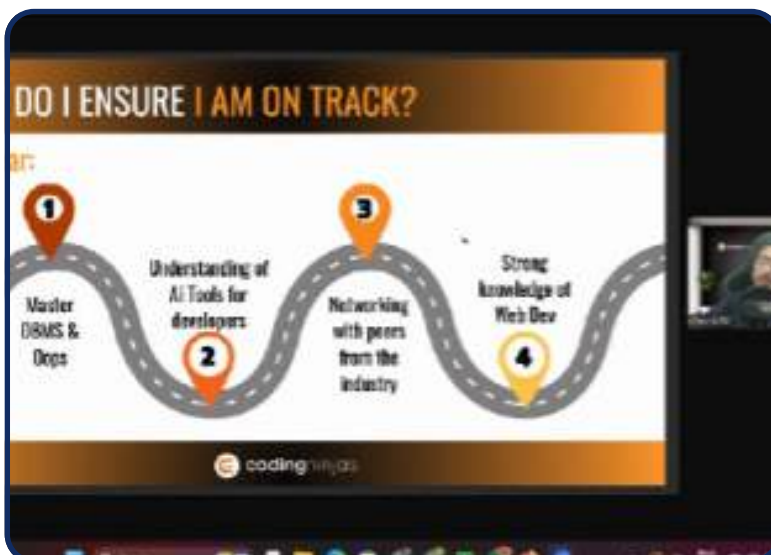 DO I ENSURE I AM ON TRACK?
ar:
1
Master
DBMS &
Oops
Understanding of
AI Tools for
developers
2
3
Networking
with peers
from the
industry
Strong
knowledge of
Web Dev
4
codingninjas